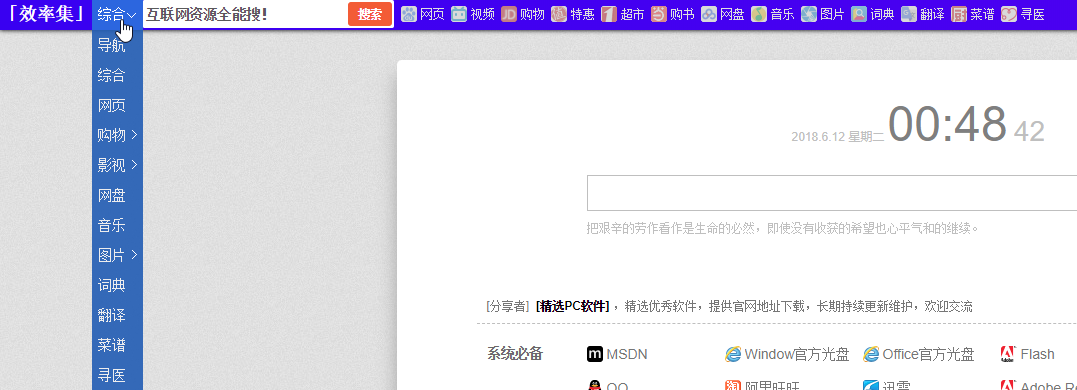 「效率集」 综合 互联网资源全能搜! 搜索 网页 视频 购物 特惠 超市 购书 网盘 音乐 图片 词典 翻译 菜谱 寻医
导航
综合
网页
购物
影视
网盘
音乐
图片
词典
翻译
菜谱
寻医
2018.6.12 星期二 00:48 42
把艰辛的劳作看作是生命的必然，即使没有收获的希望也心平气和的继续。
[分享者] [精选PC软件] ，精选优秀软件，提供官网地址下载，长期持续更新维护，欢迎交流
系统必备 MSDN Window官方光盘 Office官方光盘 Flash
QQ 阿里旺旺 迅雷 Adobe Re